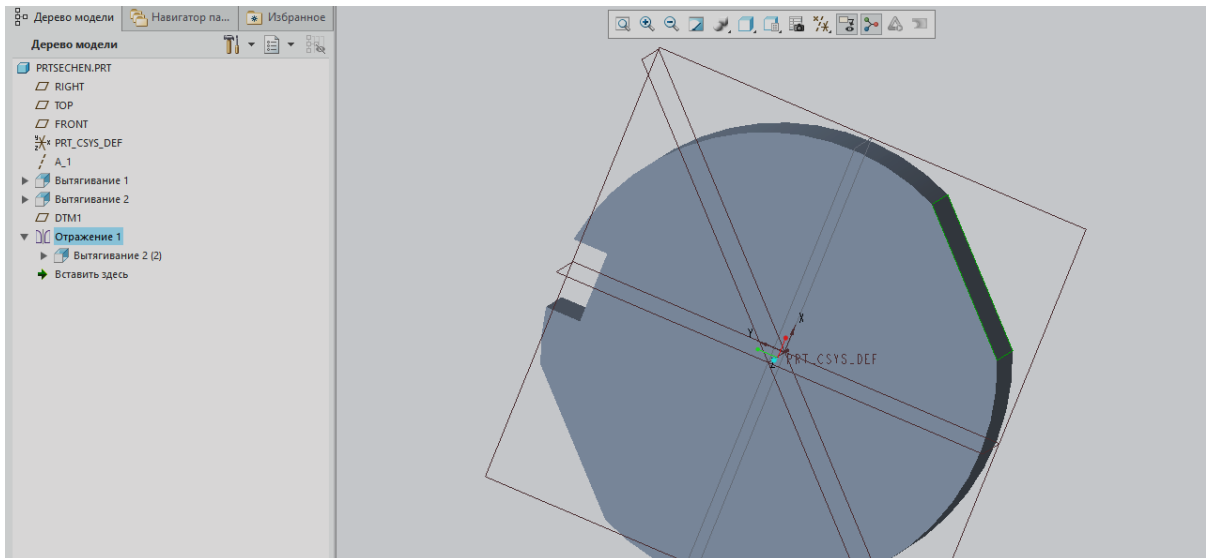 Дерево модели
Навигатор па...
Избранное
Дерево модели
PRTSECHEN.PRT
RIGHT
TOP
FRONT
PRT_CSYS_DEF
A_1
Вытягивание 1
Вытягивание 2
DTM1
Отражение 1
Вытягивание 2 (2)
Вставить здесь
X
Y
Z
PRT_CSYS_DEF